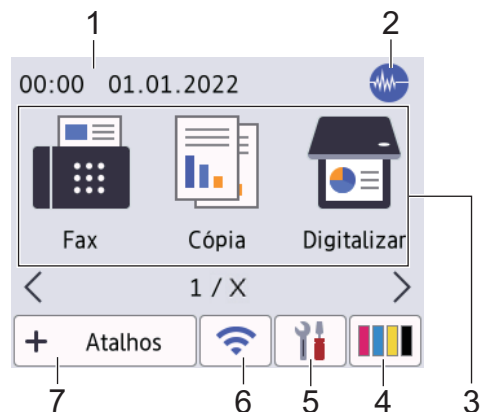 1 2
00:00 01.01.2022
Fax Cópia Digitalizar
1 / X
+ Atalhos
7 6 5 4 3